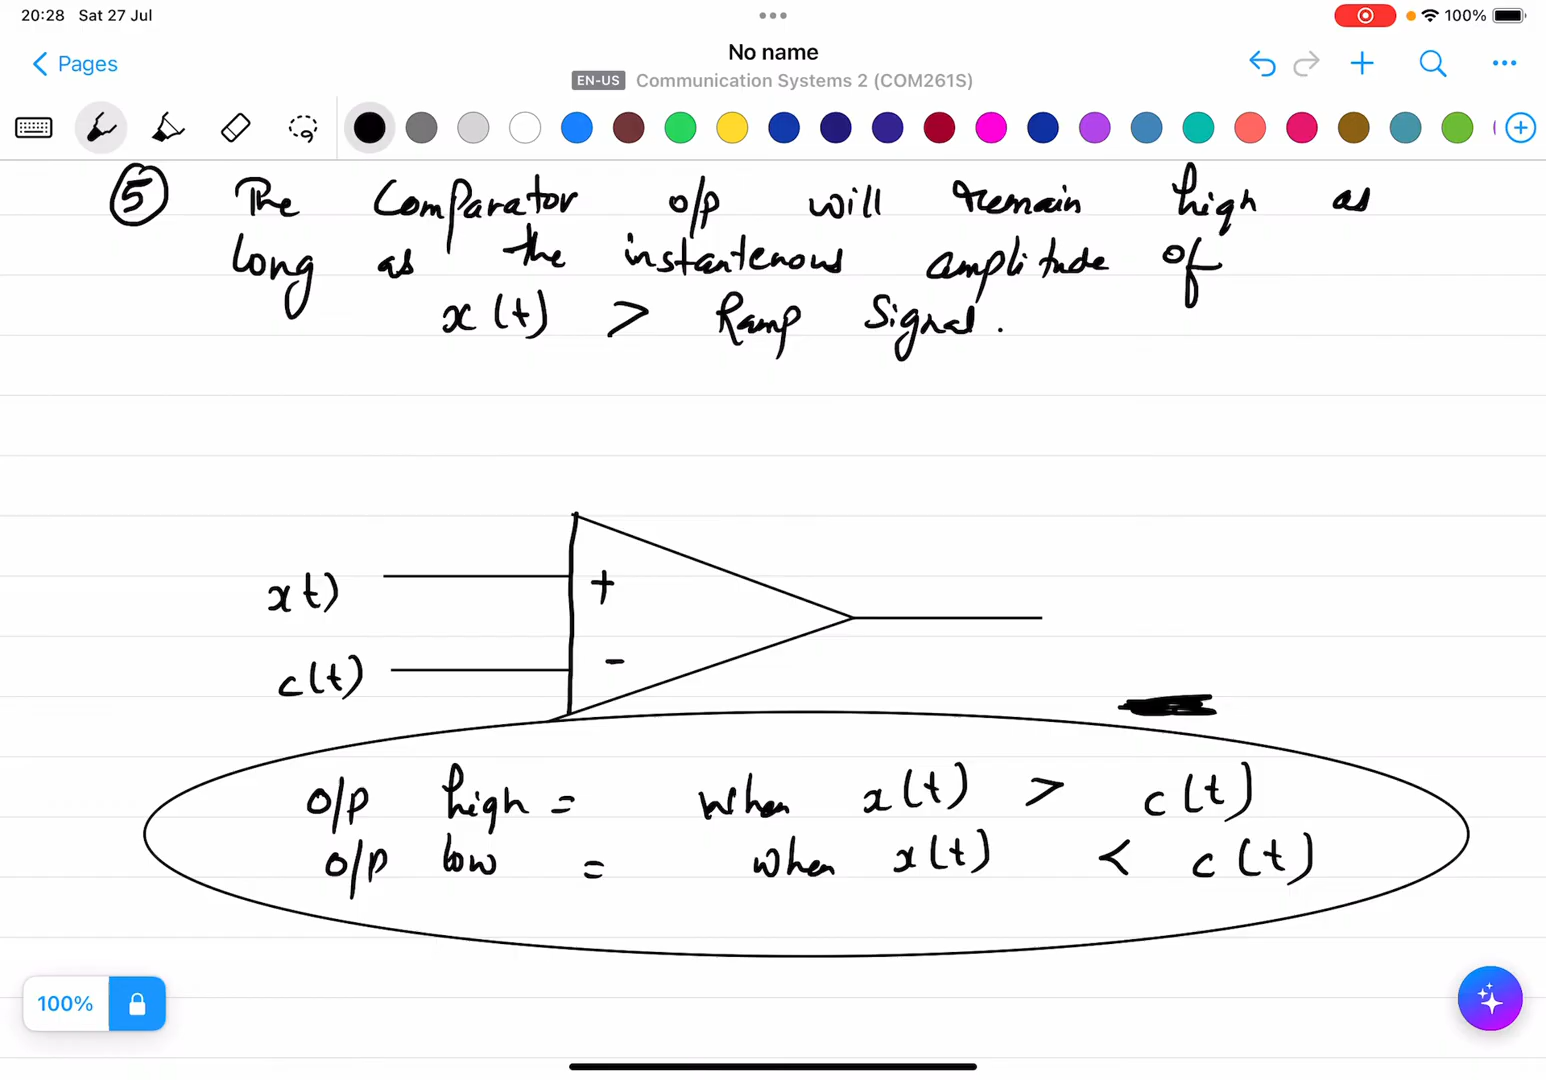 20:28 Sat 27 Jul
100%
Pages
No name
EN-US Communication Systems 2 (COM261S)
5 The Comparator o/p will remain high as
long as the instantenous amplitude of
x(t) > Ramp Signal.
xt)
+
c(t)
-
o/p high = when x(t) > c(t)
o/p low = when x(t) < c(t)
100%